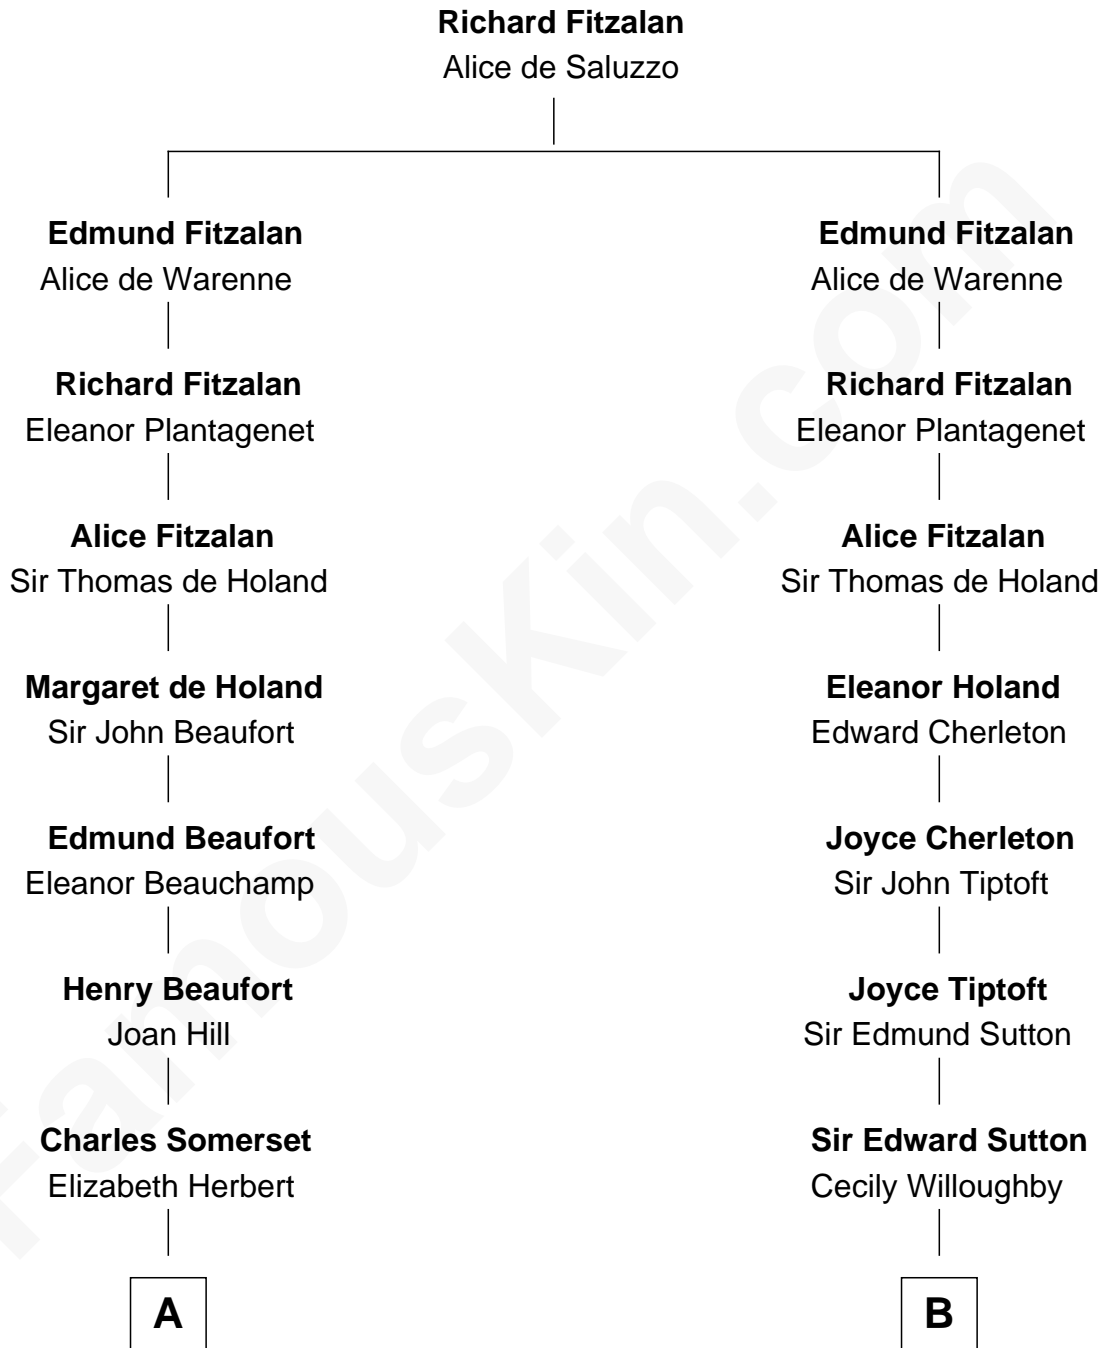 Richard Fitzalan
Alice de Saluzzo
Edmund Fitzalan
Alice de Warenne
Edmund Fitzalan
Alice de Warenne
Richard Fitzalan
Eleanor Plantagenet
Richard Fitzalan
Eleanor Plantagenet
Alice Fitzalan
Sir Thomas de Holand
Alice Fitzalan
Sir Thomas de Holand
Margaret de Holand
Sir John Beaufort
Eleanor Holand
Edward Cherleton
Edmund Beaufort
Eleanor Beauchamp
Joyce Cherleton
Sir John Tiptoft
Henry Beaufort
Joan Hill
Joyce Tiptoft
Sir Edmund Sutton
Charles Somerset
Elizabeth Herbert
Sir Edward Sutton
Cecily Willoughby
A
B
FamousKin.com